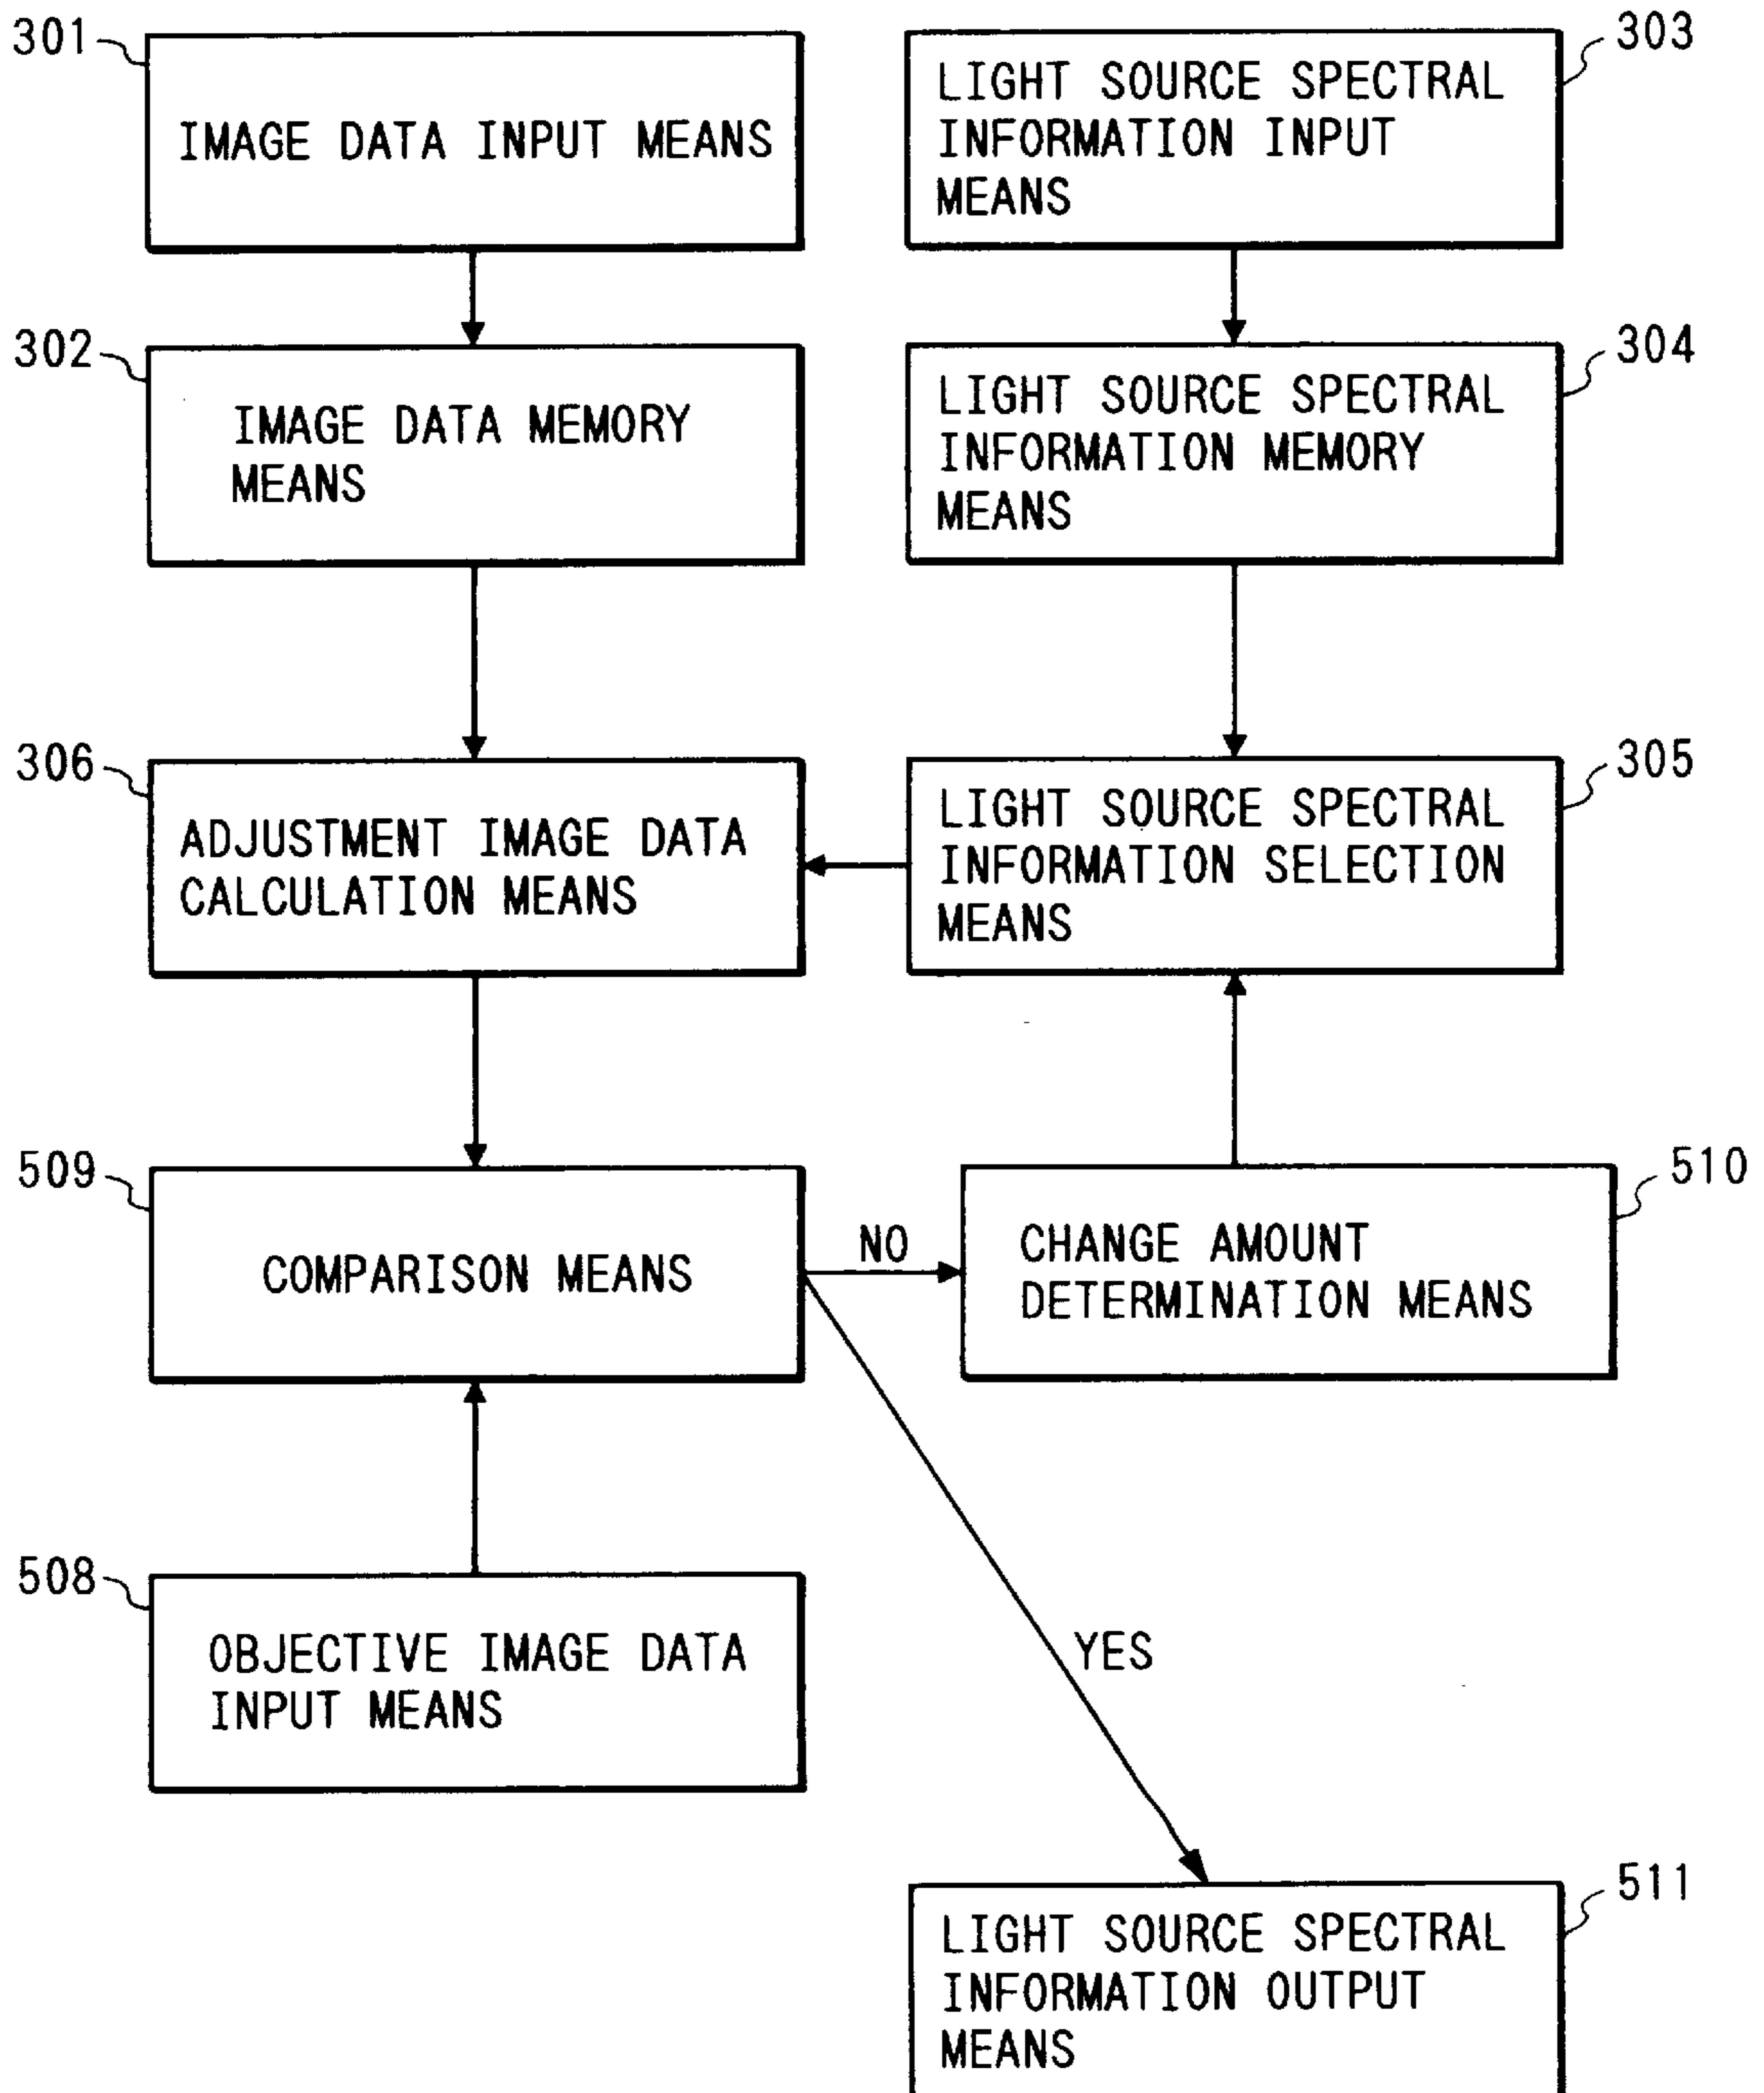 301
IMAGE DATA INPUT MEANS
303
LIGHT SOURCE SPECTRAL
INFORMATION INPUT
MEANS
302
IMAGE DATA MEMORY
MEANS
304
LIGHT SOURCE SPECTRAL
INFORMATION MEMORY
MEANS
306
ADJUSTMENT IMAGE DATA
CALCULATION MEANS
305
LIGHT SOURCE SPECTRAL
INFORMATION SELECTION
MEANS
509
COMPARISON MEANS
NO
510
CHANGE AMOUNT
DETERMINATION MEANS
508
OBJECTIVE IMAGE DATA
INPUT MEANS
YES
511
LIGHT SOURCE SPECTRAL
INFORMATION OUTPUT
MEANS